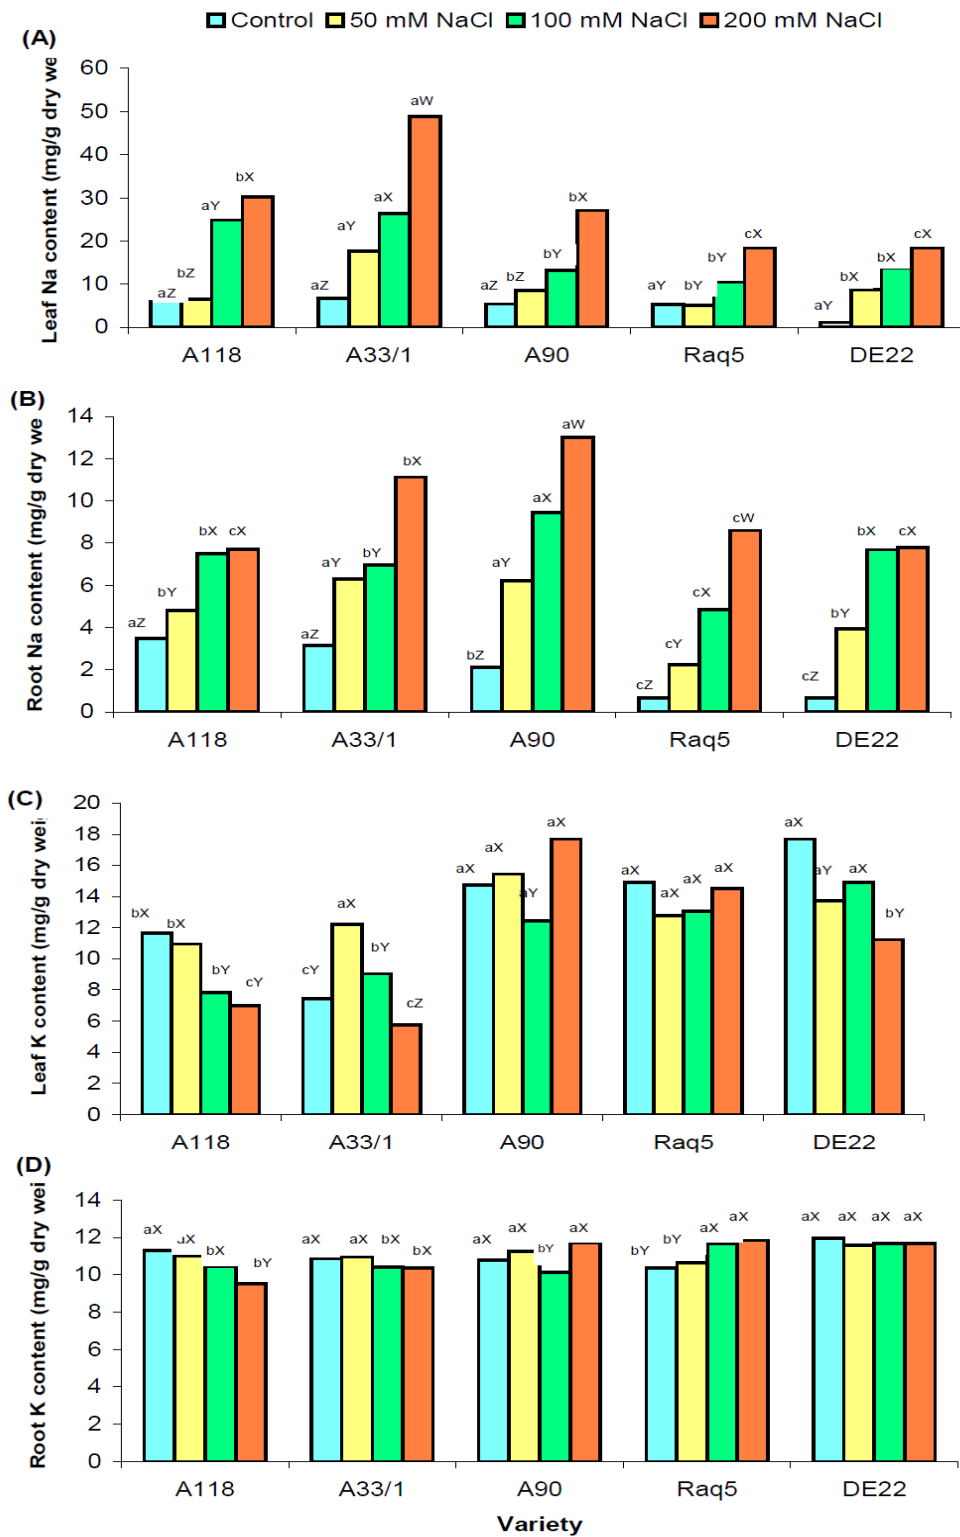 Control 50 mM NaCl 100 mM NaCl 200 mM NaCl
(A)
Leaf Na content (mg/g dry we
60
50
40
30
20
10
0
aZ bZ aY bX
aZ aY aX aW
aZ bZ bY bX
aY bY bY cX
aY bX bX cX
A118 A33/1 A90 Raq5 DE22
(B)
Root Na content (mg/g dry we
14
12
10
8
6
4
2
0
aZ bY bX cX
aZ aY bY bX
bZ aY aX aW
cZ cY cX cW
cZ bY bX cX
A118 A33/1 A90 Raq5 DE22
(C)
Leaf K content (mg/g dry wei
20
18
16
14
12
10
8
6
4
2
0
bX bX bY cY
cY aX bY cZ
aX aX aY aX
aX aX aX aX
aX aY aX bY
A118 A33/1 A90 Raq5 DE22
(D)
Root K content (mg/g dry wei
14
12
10
8
6
4
2
0
aX aX bX bY
aX aX bX bX
aX aX bY aX
bY bY aX aX
aX aX aX aX
A118 A33/1 A90 Raq5 DE22
Variety